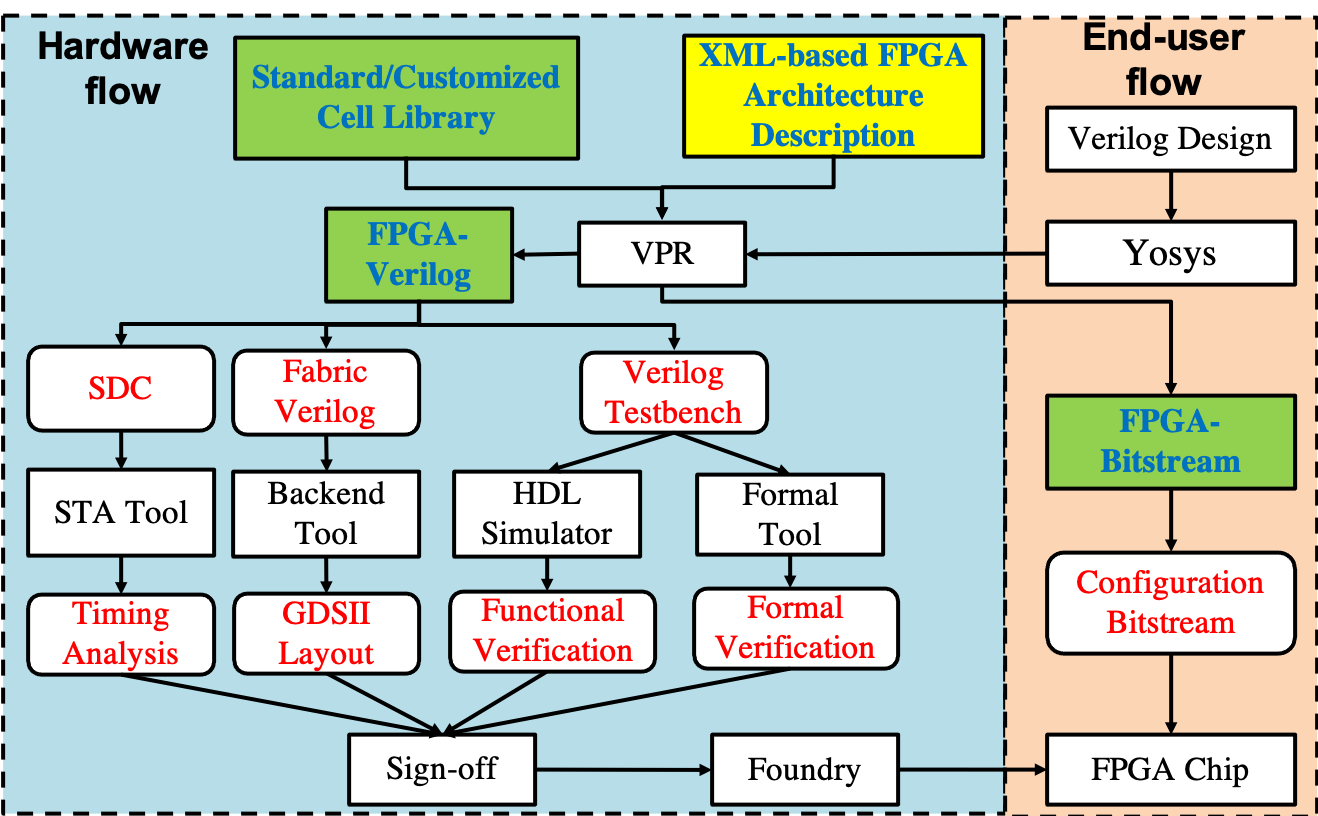 Hardware
flow
Standard/Customized
Cell Library
XML-based FPGA
Architecture
Description
End-user
flow
Verilog Design
FPGA-
Verilog
VPR
Yosys
SDC
Fabric
Verilog
Verilog
Testbench
FPGA-
Bitstream
STA Tool
Backend
Tool
HDL
Simulator
Formal
Tool
Timing
Analysis
GDSII
Layout
Functional
Verification
Formal
Verification
Configuration
Bitstream
Sign-off
Foundry
FPGA Chip